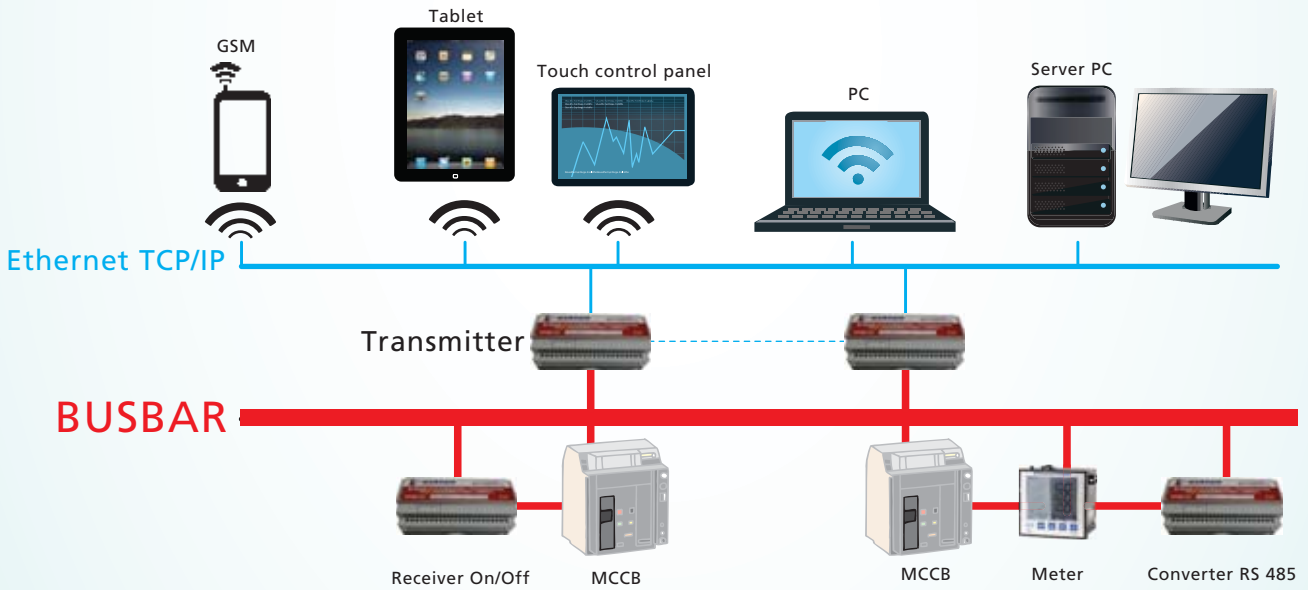 Tablet
GSM
Touch control panel
Server PC
PC
Ethernet TCP/IP
Transmitter
BUSBAR
Receiver On/Off
MCCB
MCCB
Meter
Converter RS 485